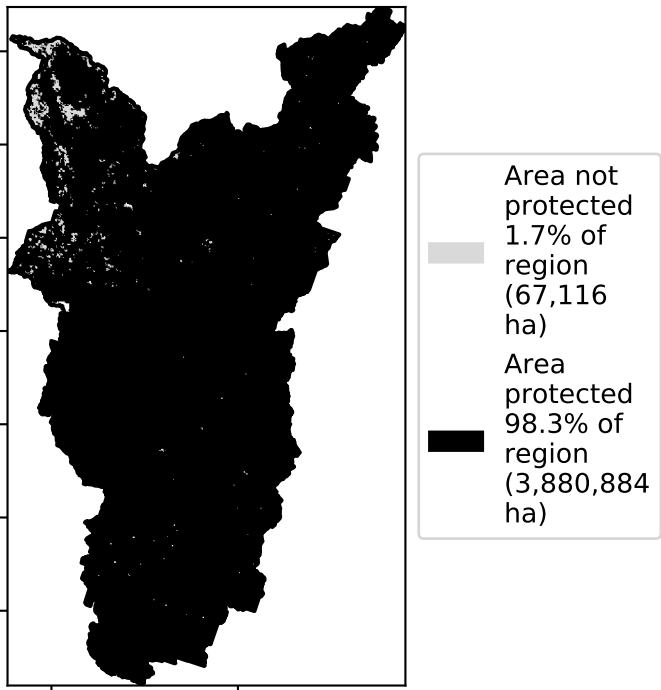 Area not
protected
1.7% of
region
(67,116
ha)
Area
protected
98.3% of
region
(3,880,884
ha)